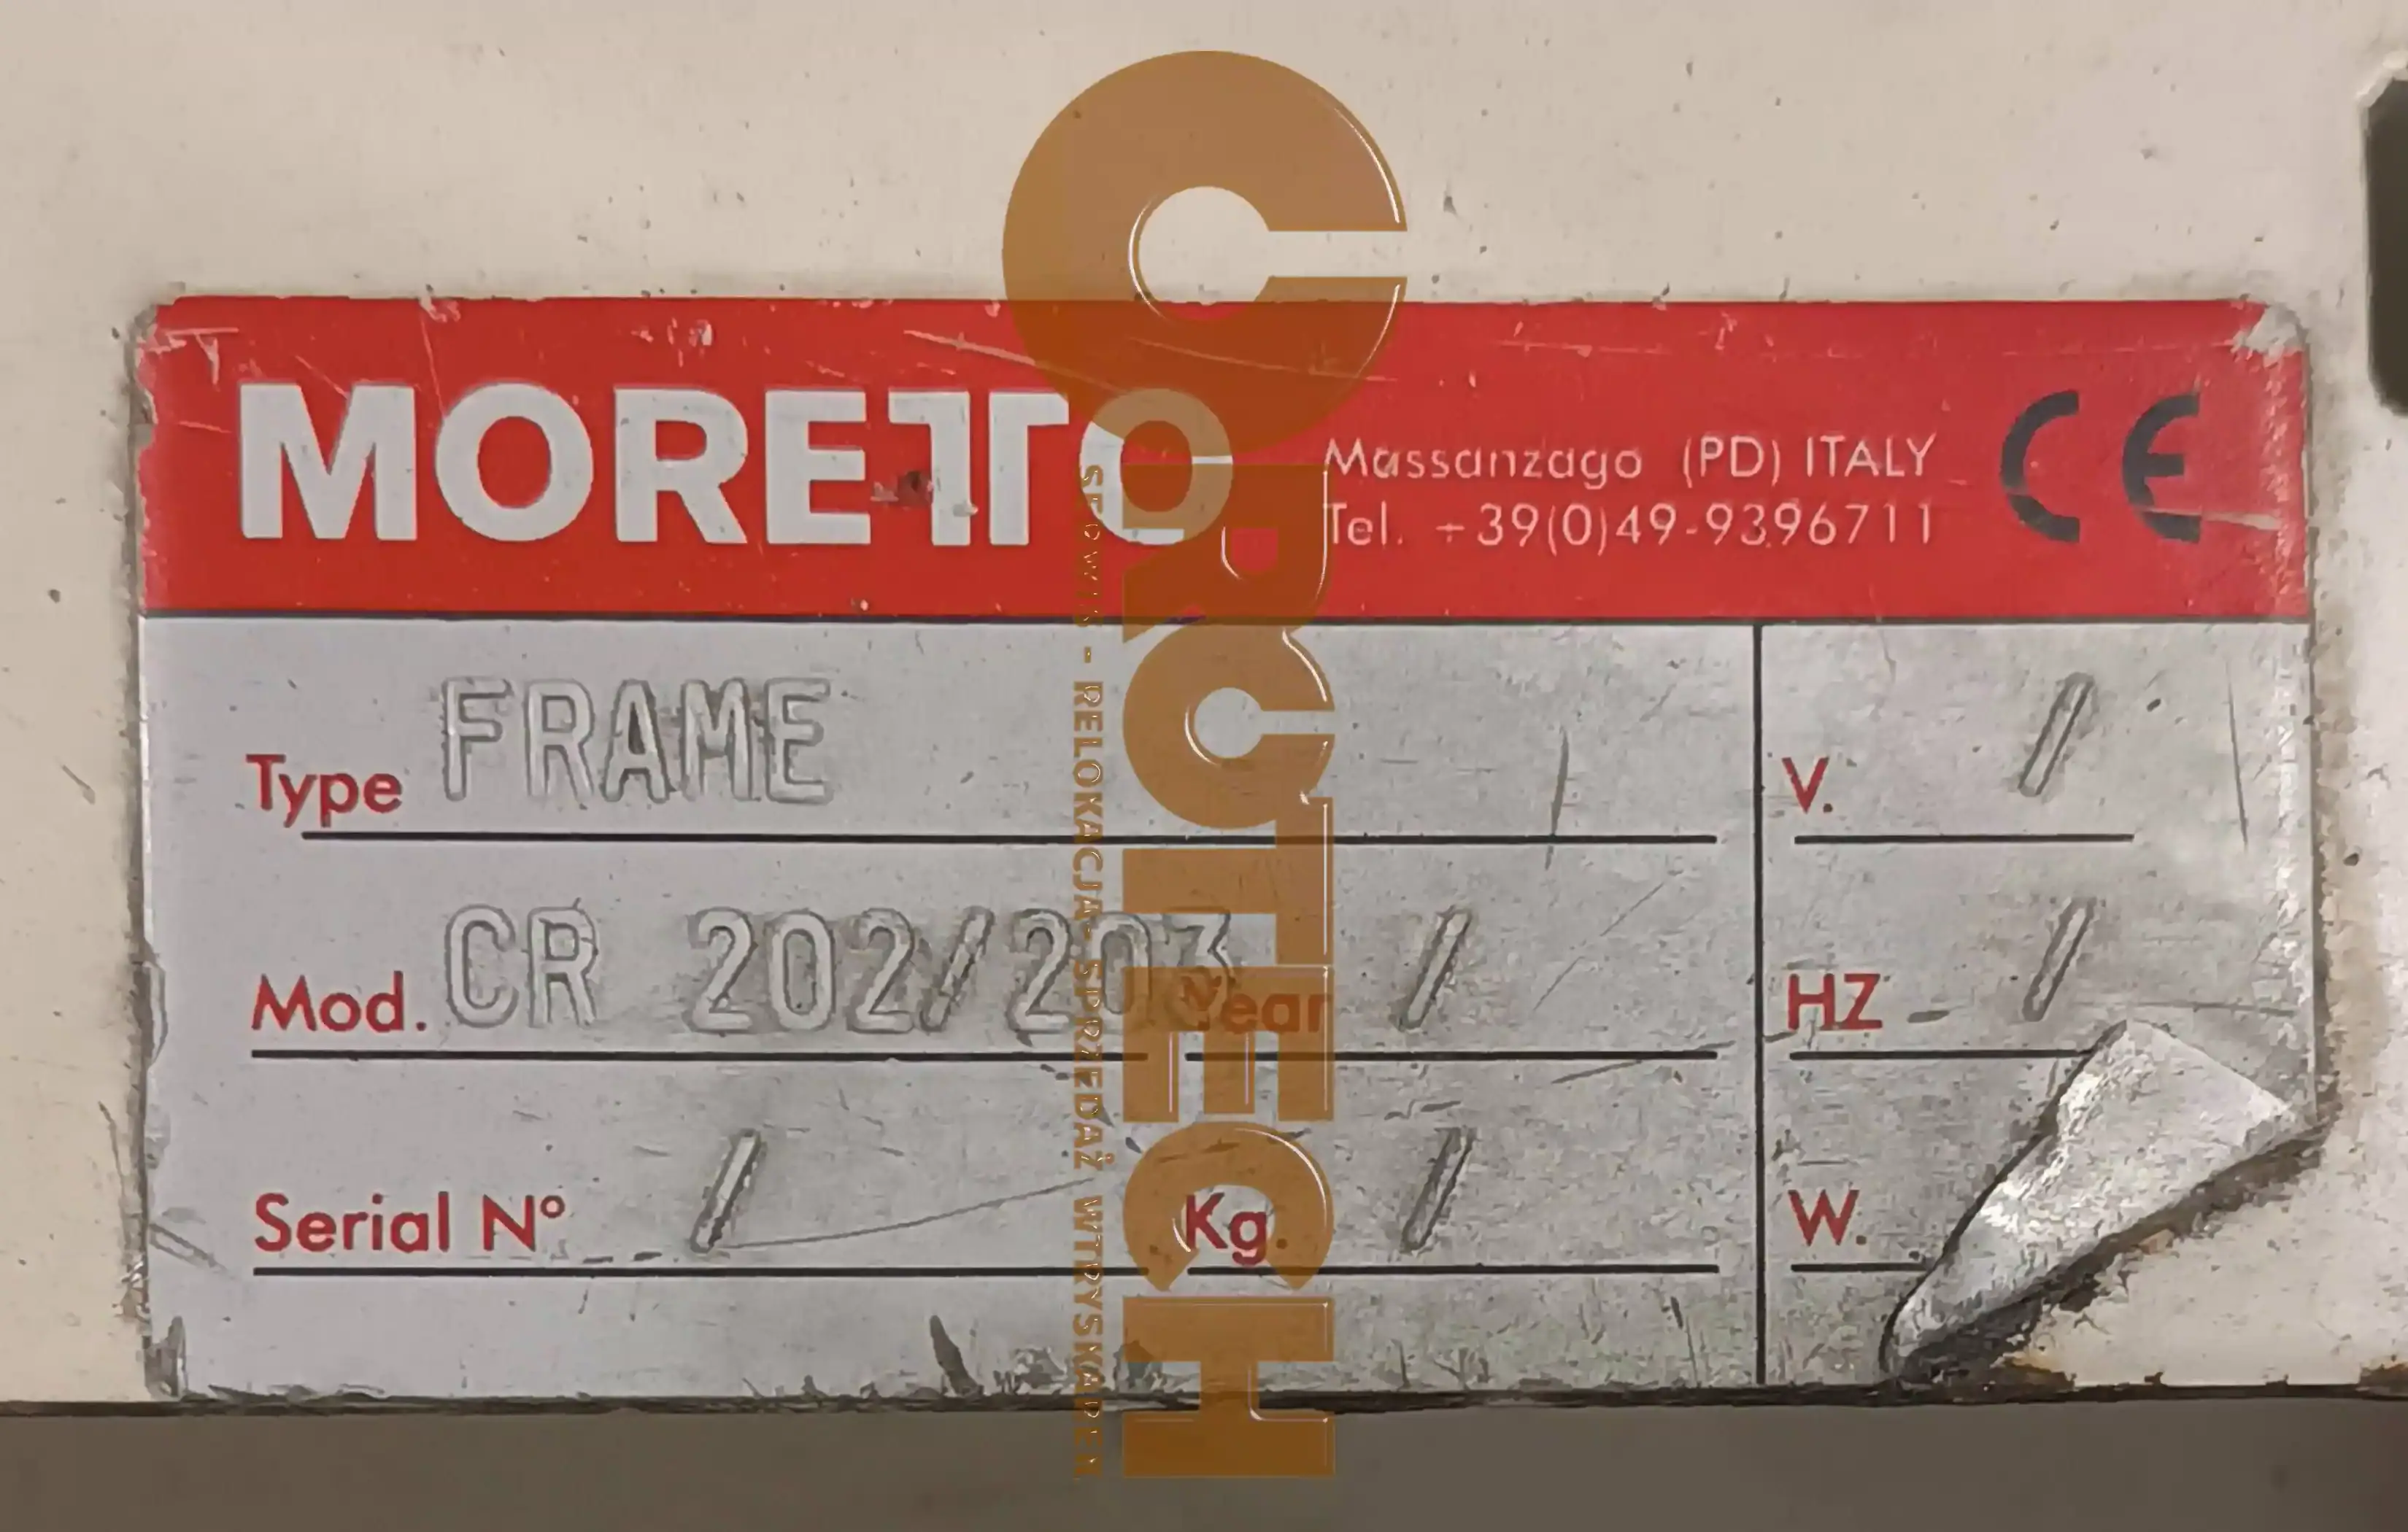 MORETTO
Massanzago (PD) ITALY
Tel. +39(0)49-9396711
CE
Type FRAME
V. /
Mod. CR 202/203 Year /
HZ /
Serial N° / Kg. /
W.
CROTECH
SERWIS - RELOKACJA - SPRZEDAŻ WTRYSKAREK